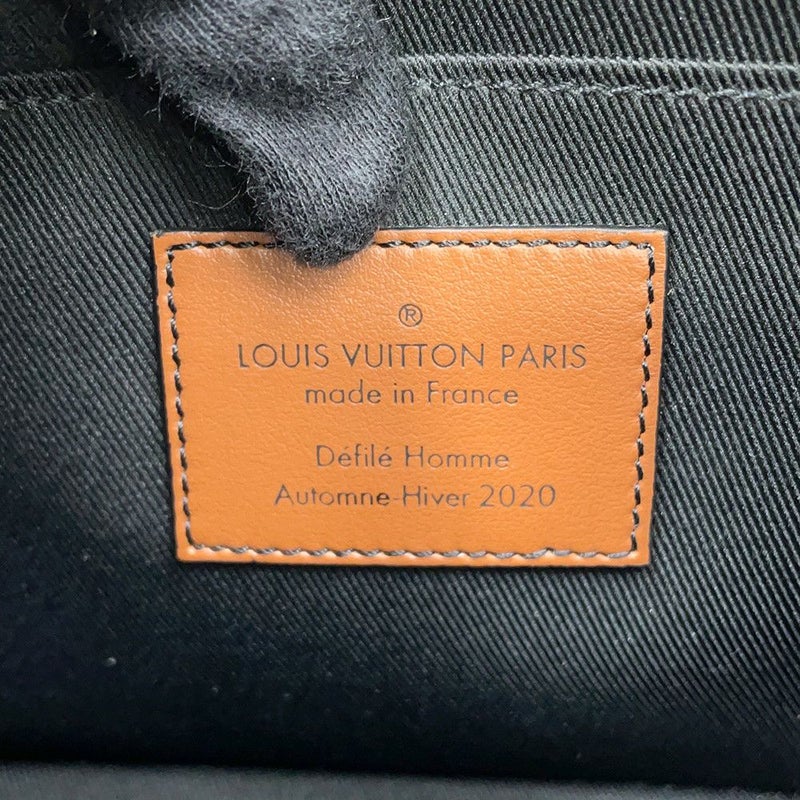 ®
LOUIS VUITTON PARIS
made in France
Défilé Homme
Automne-Hiver 2020